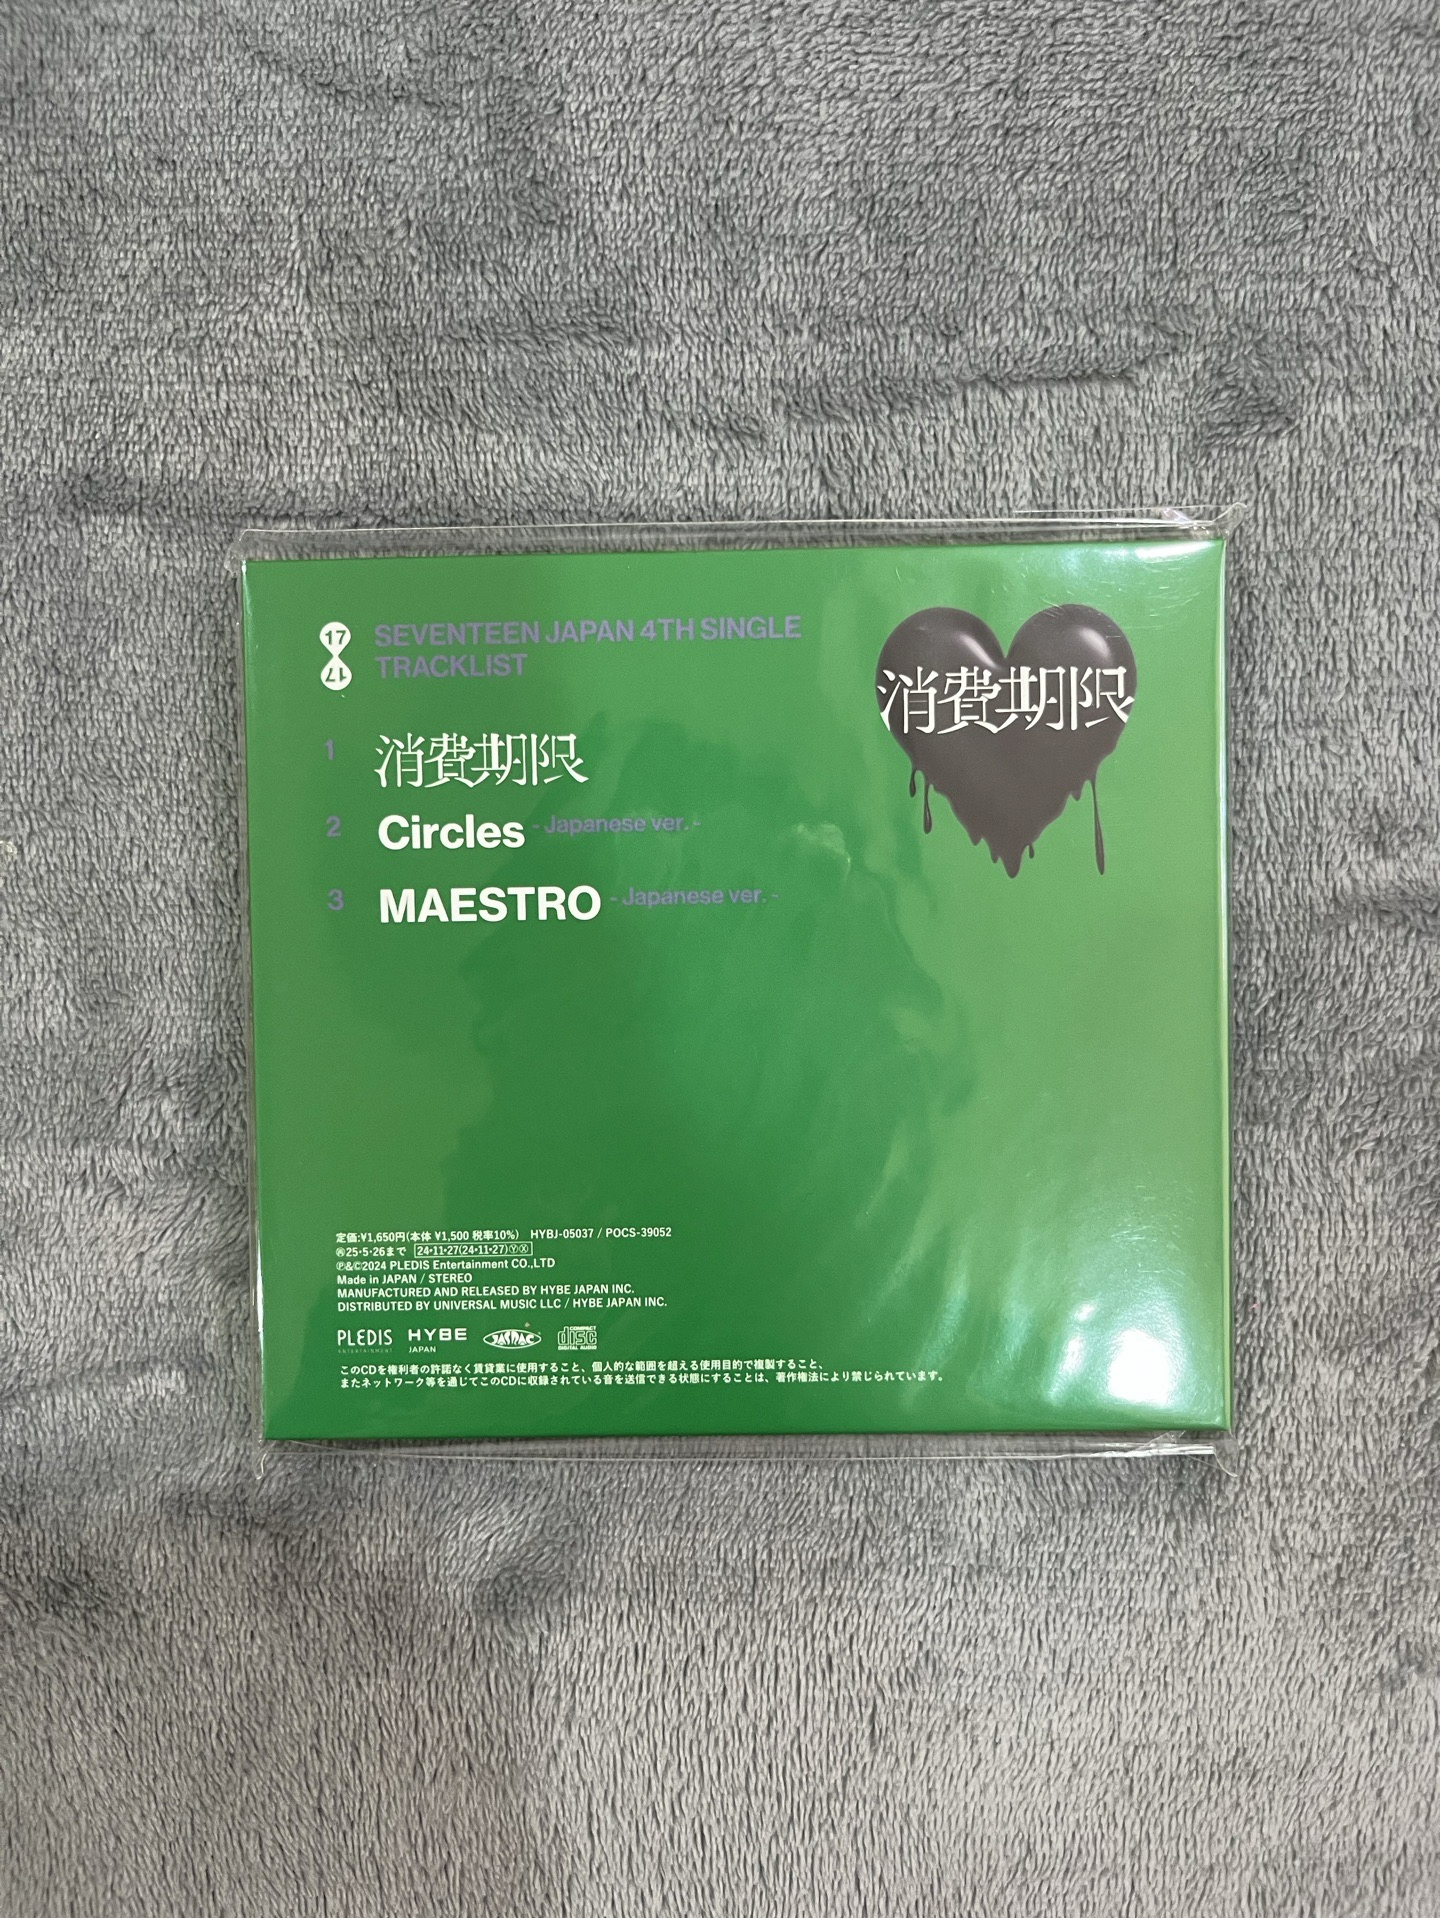 17
17
SEVENTEEN JAPAN 4TH SINGLE
TRACKLIST
消費期限
1 消費期限
2 Circles - Japanese ver. -
3 MAESTRO - Japanese ver. -
定価:¥1,650円(本体 ¥1,500 税率10%) HYBJ-05037 / POCS-39052
㊞25・5・26まで 24・11・27(24・11・27)ⓎⓍ
Ⓟ&©2024 PLEDIS Entertainment CO.,LTD
Made in JAPAN / STEREO
MANUFACTURED AND RELEASED BY HYBE JAPAN INC.
DISTRIBUTED BY UNIVERSAL MUSIC LLC / HYBE JAPAN INC.
PLEDIS ENTERTAINMENT HYBE JAPAN JASRAC COMPACT disc DIGITAL AUDIO
このCDを権利者の許諾なく賃貸業に使用すること、個人的な範囲を超える使用目的で複製すること、
またネットワーク等を通じてこのCDに収録されている音を送信できる状態にすることは、著作権法により禁じられています。